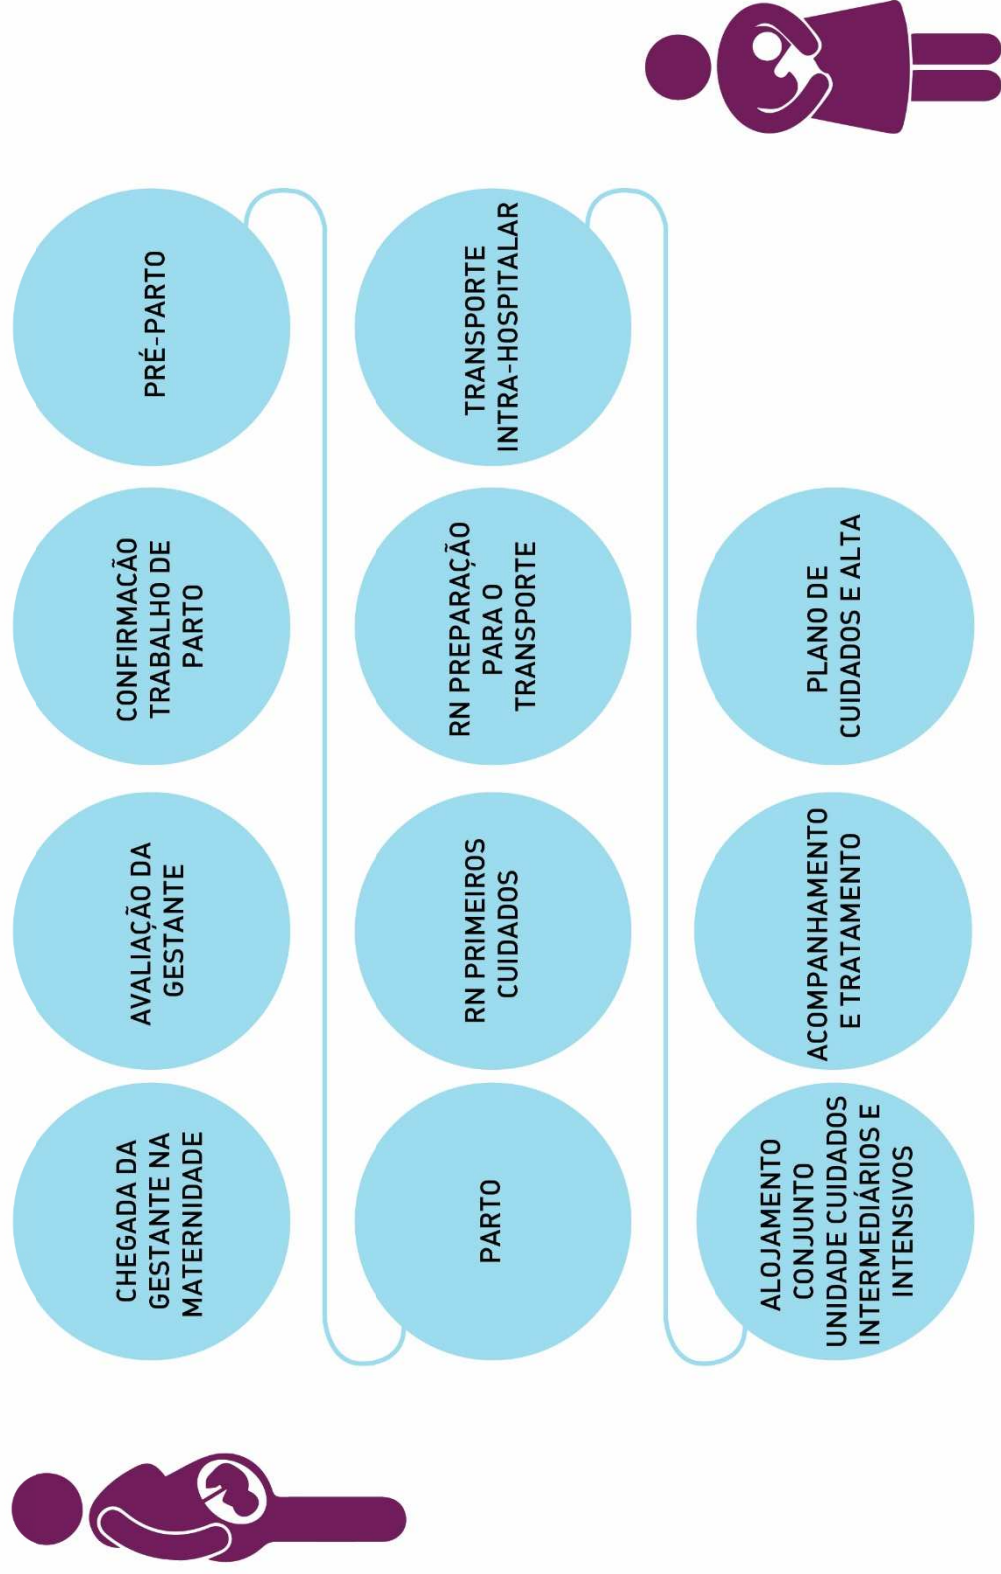 CHEGADA DA
GESTANTE NA
MATERNIDADE
AVALIAÇÃO DA
GESTANTE
CONFIRMACÃO
TRABALHO DE
PARTO
PRÉ-PARTO
PARTO
RN PRIMEIROS
CUIDADOS
RN PREPARAÇÃO
PARA O
TRANSPORTE
TRANSPORTE
INTRA-HOSPITALAR
ALOJAMENTO
CONJUNTO
UNIDADE CUIDADOS
INTERMEDIÁRIOS E
INTENSIVOS
ACOMPANHAMENTO
E TRATAMENTO
PLANO DE
CUIDADOS E ALTA